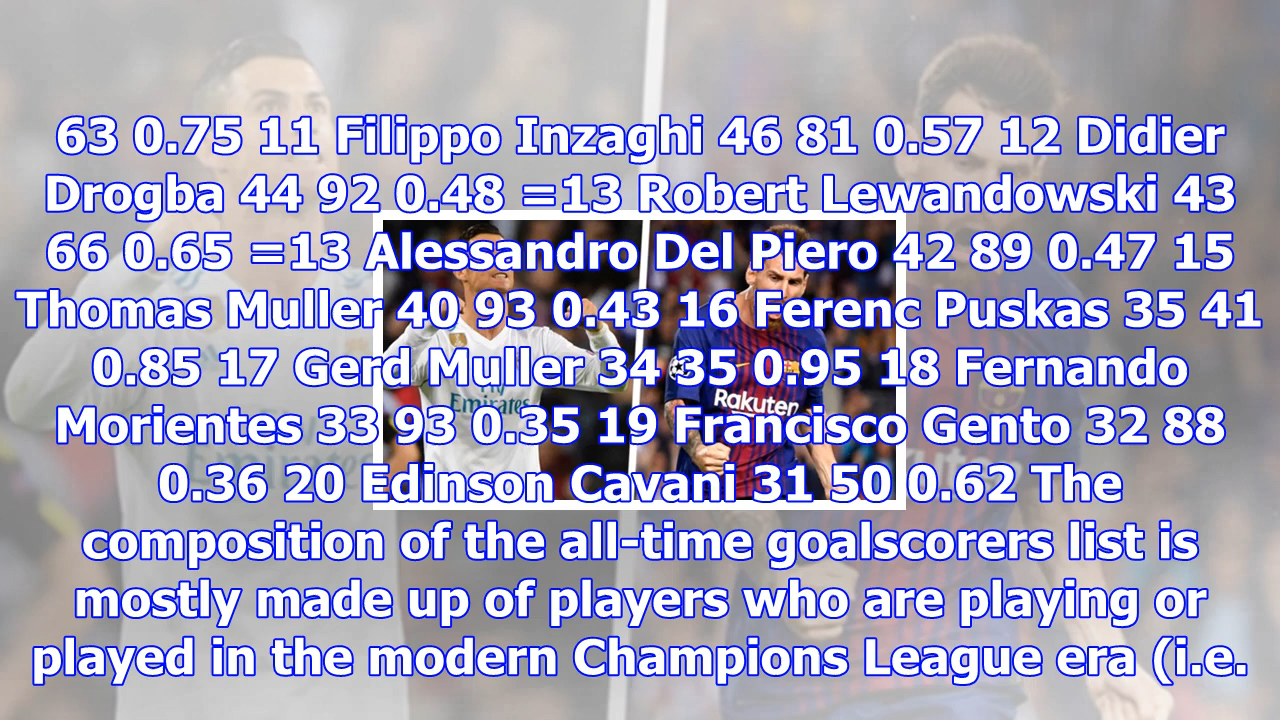 63 0.75 11 Filippo Inzaghi 46 81 0.57 12 Didier
Drogba 44 92 0.48 =13 Robert Lewandowski 43
66 0.65 =13 Alessandro Del Piero 42 89 0.47 15
Thomas Muller 40 93 0.43 16 Ferenc Puskas 35 41
0.85 17 Gerd Muller 34 35 0.95 18 Fernando
Morientes 33 93 0.35 19 Francisco Gento 32 88
0.36 20 Edinson Cavani 31 50 0.62 The
composition of the all-time goalscorers list is
mostly made up of players who are playing or
played in the modern Champions League era (i.e.
Fly
Emirates
Rakuten